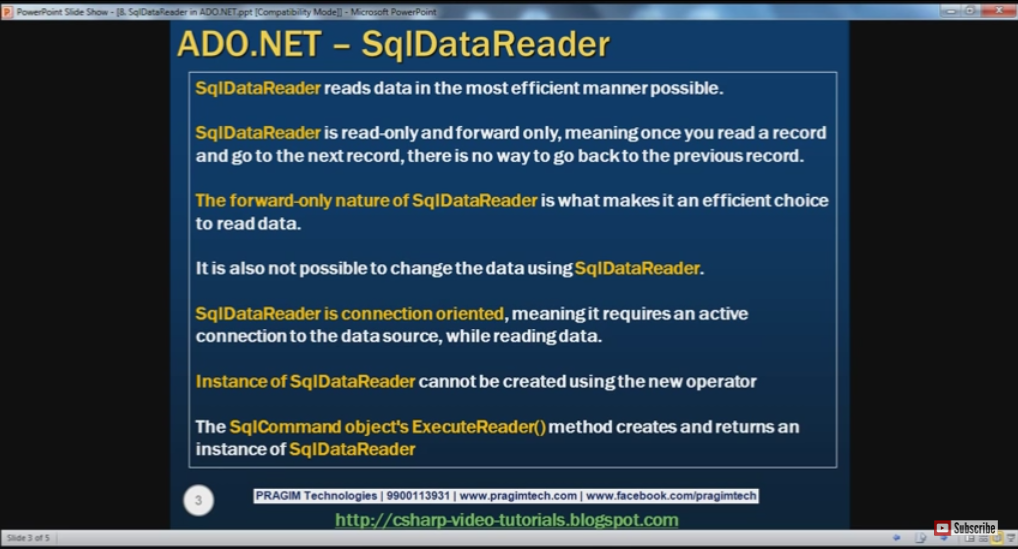 PowerPoint Slide Show - [8. SqlDataReader in ADO.NET.ppt [Compatibility Mode]] - Microsoft PowerPoint
ADO.NET – SqlDataReader
SqlDataReader reads data in the most efficient manner possible.
SqlDataReader is read-only and forward only, meaning once you read a record
and go to the next record, there is no way to go back to the previous record.
The forward-only nature of SqlDataReader is what makes it an efficient choice
to read data.
It is also not possible to change the data using SqlDataReader.
SqlDataReader is connection oriented, meaning it requires an active
connection to the data source, while reading data.
Instance of SqlDataReader cannot be created using the new operator
The SqlCommand object's ExecuteReader() method creates and returns an
instance of SqlDataReader
3
PRAGIM Technologies | 9900113931 | www.pragimtech.com | www.facebook.com/pragimtech
http://csharp-video-tutorials.blogspot.com
Subscribe
Slide 3 of 5